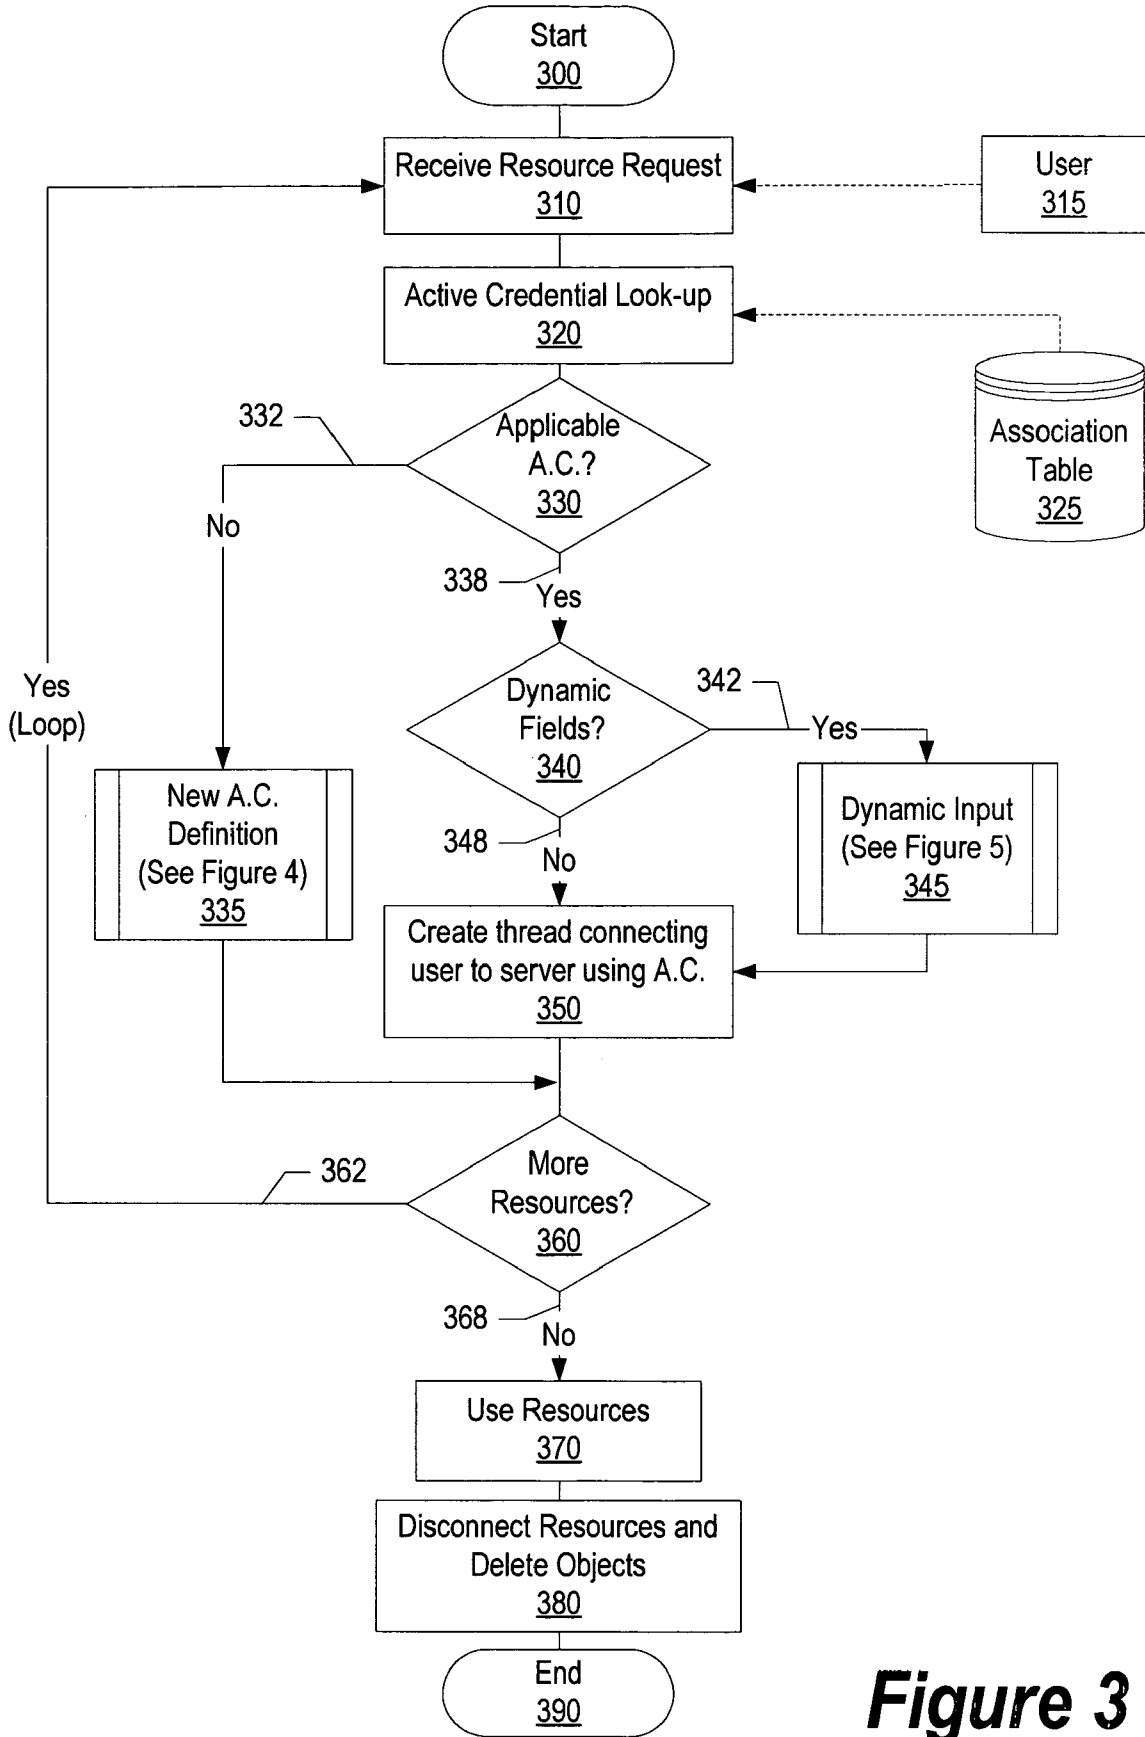 Start
300
Receive Resource Request
310
User
315
Active Credential Look-up
320
Association
Table
325
Applicable
A.C.?
330
332
No
338
Yes
Yes
(Loop)
Dynamic
Fields?
340
342
Yes
New A.C.
Definition
(See Figure 4)
335
Dynamic Input
(See Figure 5)
345
348
No
Create thread connecting
user to server using A.C.
350
More
Resources?
360
362
368
No
Use Resources
370
Disconnect Resources and
Delete Objects
380
End
390
Figure 3